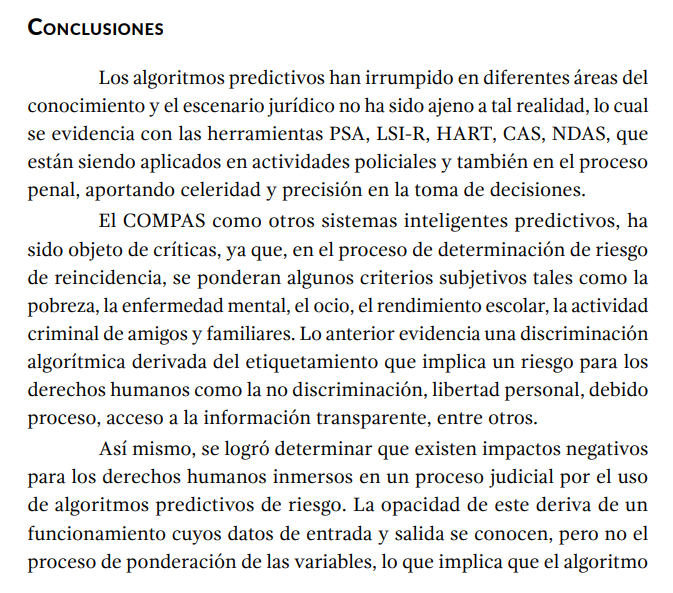 Conclusiones
Los algoritmos predictivos han irrumpido en diferentes áreas del
conocimiento y el escenario jurídico no ha sido ajeno a tal realidad, lo cual
se evidencia con las herramientas PSA, LSI-R, HART, CAS, NDAS, que
están siendo aplicados en actividades policiales y también en el proceso
penal, aportando celeridad y precisión en la toma de decisiones.
El COMPAS como otros sistemas inteligentes predictivos, ha
sido objeto de críticas, ya que, en el proceso de determinación de riesgo
de reincidencia, se ponderan algunos criterios subjetivos tales como la
pobreza, la enfermedad mental, el ocio, el rendimiento escolar, la actividad
criminal de amigos y familiares. Lo anterior evidencia una discriminación
algorítmica derivada del etiquetamiento que implica un riesgo para los
derechos humanos como la no discriminación, libertad personal, debido
proceso, acceso a la información transparente, entre otros.
Así mismo, se logró determinar que existen impactos negativos
para los derechos humanos inmersos en un proceso judicial por el uso
de algoritmos predictivos de riesgo. La opacidad de este deriva de un
funcionamiento cuyos datos de entrada y salida se conocen, pero no el
proceso de ponderación de las variables, lo que implica que el algoritmo